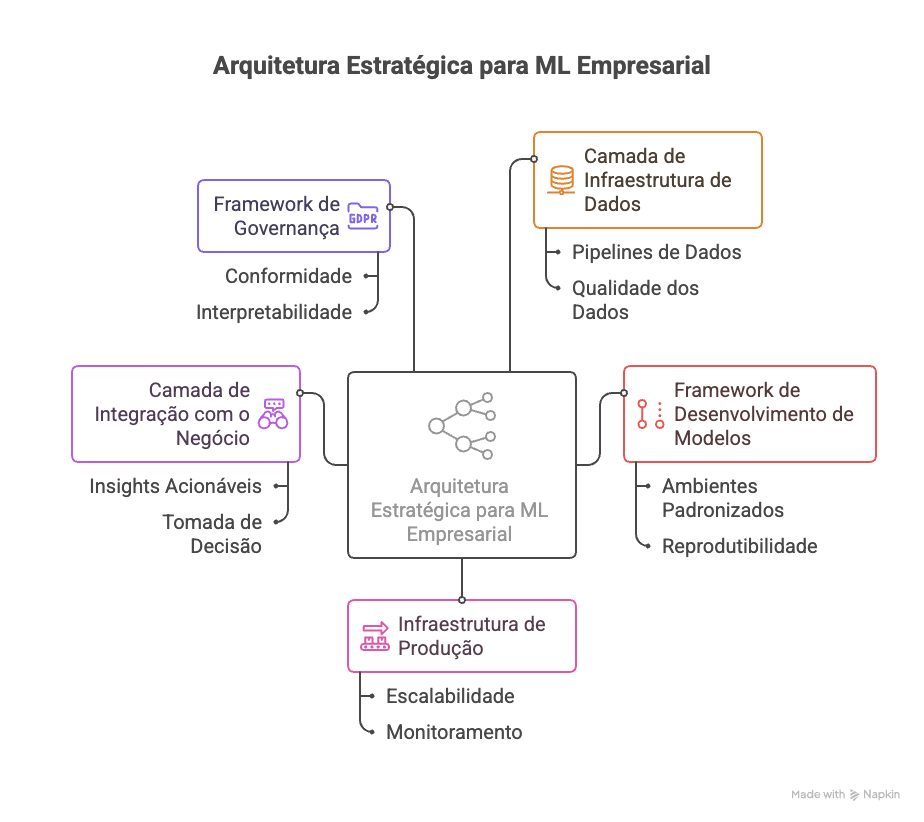 Arquitetura Estratégica para ML Empresarial
Camada de
Infraestrutura de
Dados
Pipelines de Dados
Qualidade dos
Dados
Framework de
Governança
GDPR
Conformidade
Interpretabilidade
Camada de
Integração com o
Negócio
Insights Acionáveis
Tomada de
Decisão
Arquitetura
Estratégica para ML
Empresarial
Framework de
Desenvolvimento de
Modelos
Ambientes
Padronizados
Reprodutibilidade
Infraestrutura de
Produção
Escalabilidade
Monitoramento
Made with Napkin